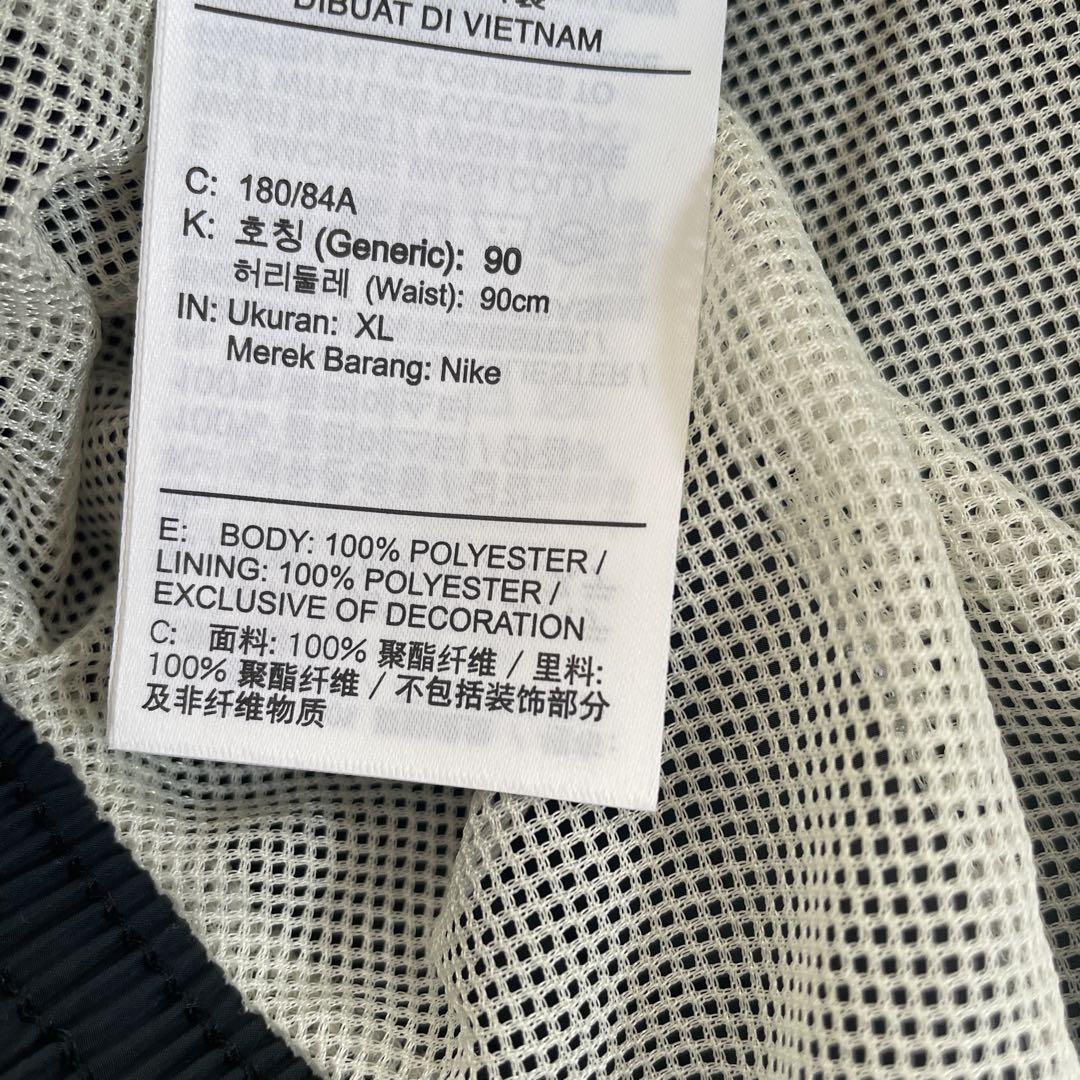 DIBUAT DI VIETNAM
C: 180/84A
K: 호칭 (Generic): 90
허리둘레 (Waist): 90cm
IN: Ukuran: XL
Merek Barang: Nike
E: BODY: 100% POLYESTER /
LINING: 100% POLYESTER /
EXCLUSIVE OF DECORATION
C: 面料: 100% 聚酯纤维 / 里料:
100% 聚酯纤维 / 不包括装饰部分
及非纤维物质